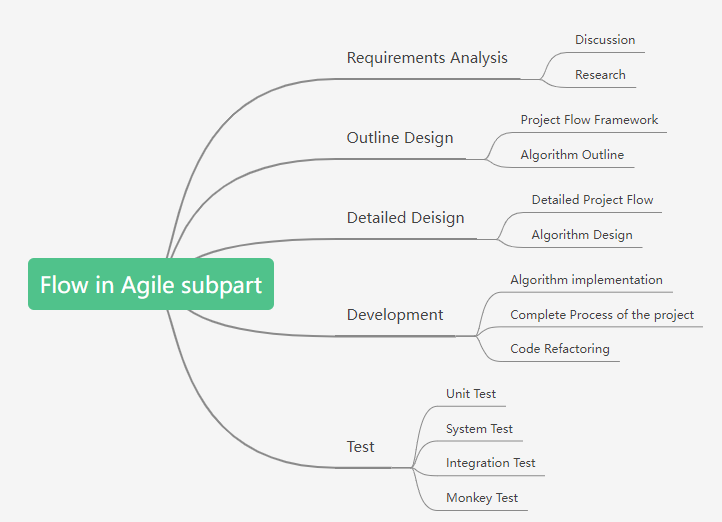 Flow in Agile subpart
Requirements Analysis
Discussion
Research
Outline Design
Project Flow Framework
Algorithm Outline
Detailed Deisign
Detailed Project Flow
Algorithm Design
Development
Algorithm implementation
Complete Process of the project
Code Refactoring
Test
Unit Test
System Test
Integration Test
Monkey Test